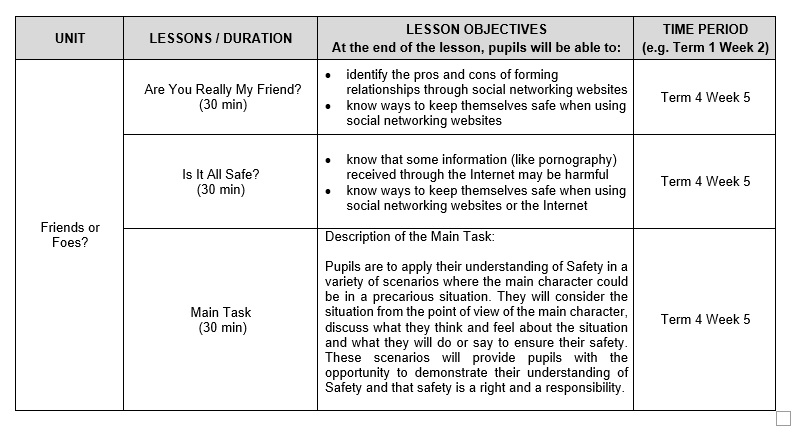 UNIT
LESSONS / DURATION
LESSON OBJECTIVES
At the end of the lesson, pupils will be able to:
TIME PERIOD
(e.g. Term 1 Week 2)
Friends or
Foes?
Are You Really My Friend?
(30 min)
• identify the pros and cons of forming
relationships through social networking websites
• know ways to keep themselves safe when using
social networking websites
Term 4 Week 5
Is It All Safe?
(30 min)
• know that some information (like pornography)
received through the Internet may be harmful
• know ways to keep themselves safe when using
social networking websites or the Internet
Term 4 Week 5
Main Task
(30 min)
Description of the Main Task:
Pupils are to apply their understanding of Safety in a
variety of scenarios where the main character could
be in a precarious situation. They will consider the
situation from the point of view of the main character,
discuss what they think and feel about the situation
and what they will do or say to ensure their safety.
These scenarios will provide pupils with the
opportunity to demonstrate their understanding of
Safety and that safety is a right and a responsibility.
Term 4 Week 5